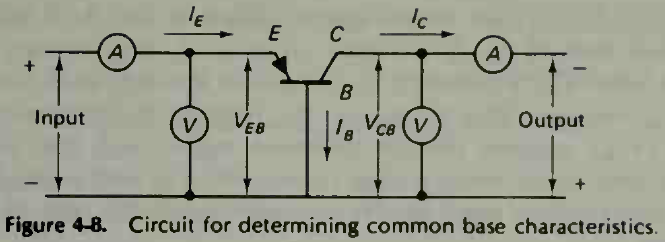 I_E
I_C
E
C
A
A
+
−
B
Input
V
V_EB
I_B
V_CB
V
Output
−
+
Figure 4-8. Circuit for determining common base characteristics.